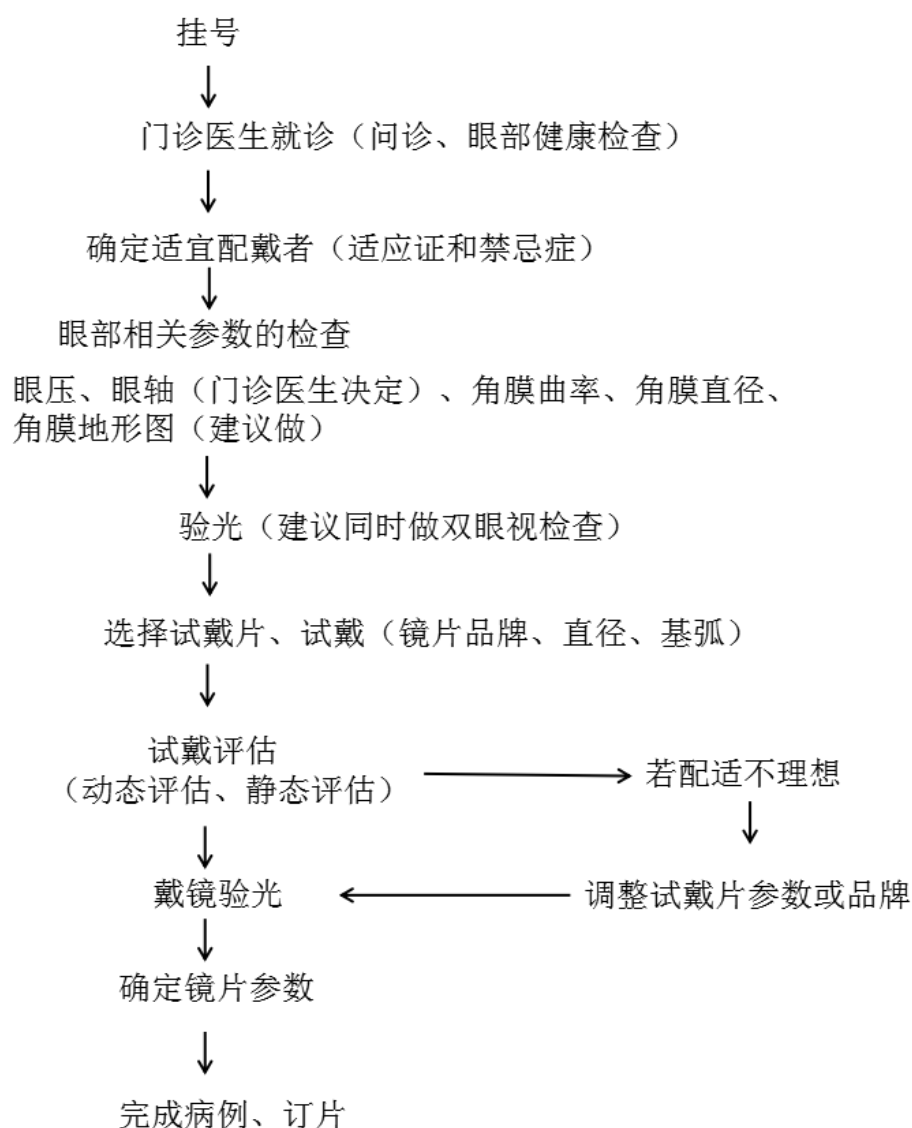 挂号
门诊医生就诊（问诊、眼部健康检查）
确定适宜配戴者（适应证和禁忌症）
眼部相关参数的检查
眼压、眼轴（门诊医生决定）、角膜曲率、角膜直径、
角膜地形图（建议做）
验光（建议同时做双眼视检查）
选择试戴片、试戴（镜片品牌、直径、基弧）
试戴评估
（动态评估、静态评估）
若配适不理想
戴镜验光
调整试戴片参数或品牌
确定镜片参数
完成病例、订片